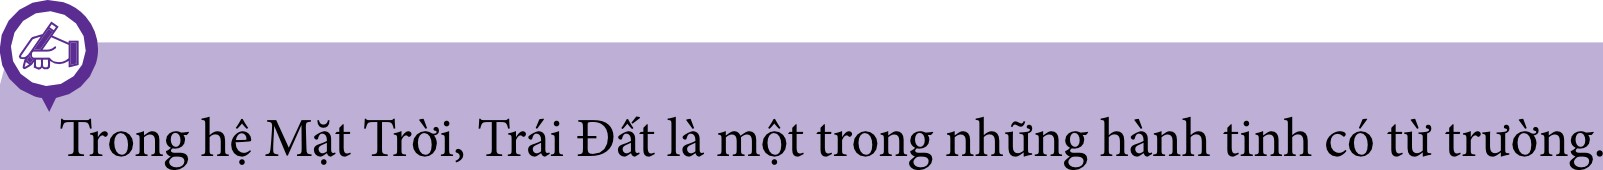 Trong hệ Mặt Trời, Trái Đất là một trong những hành tinh có từ trường.